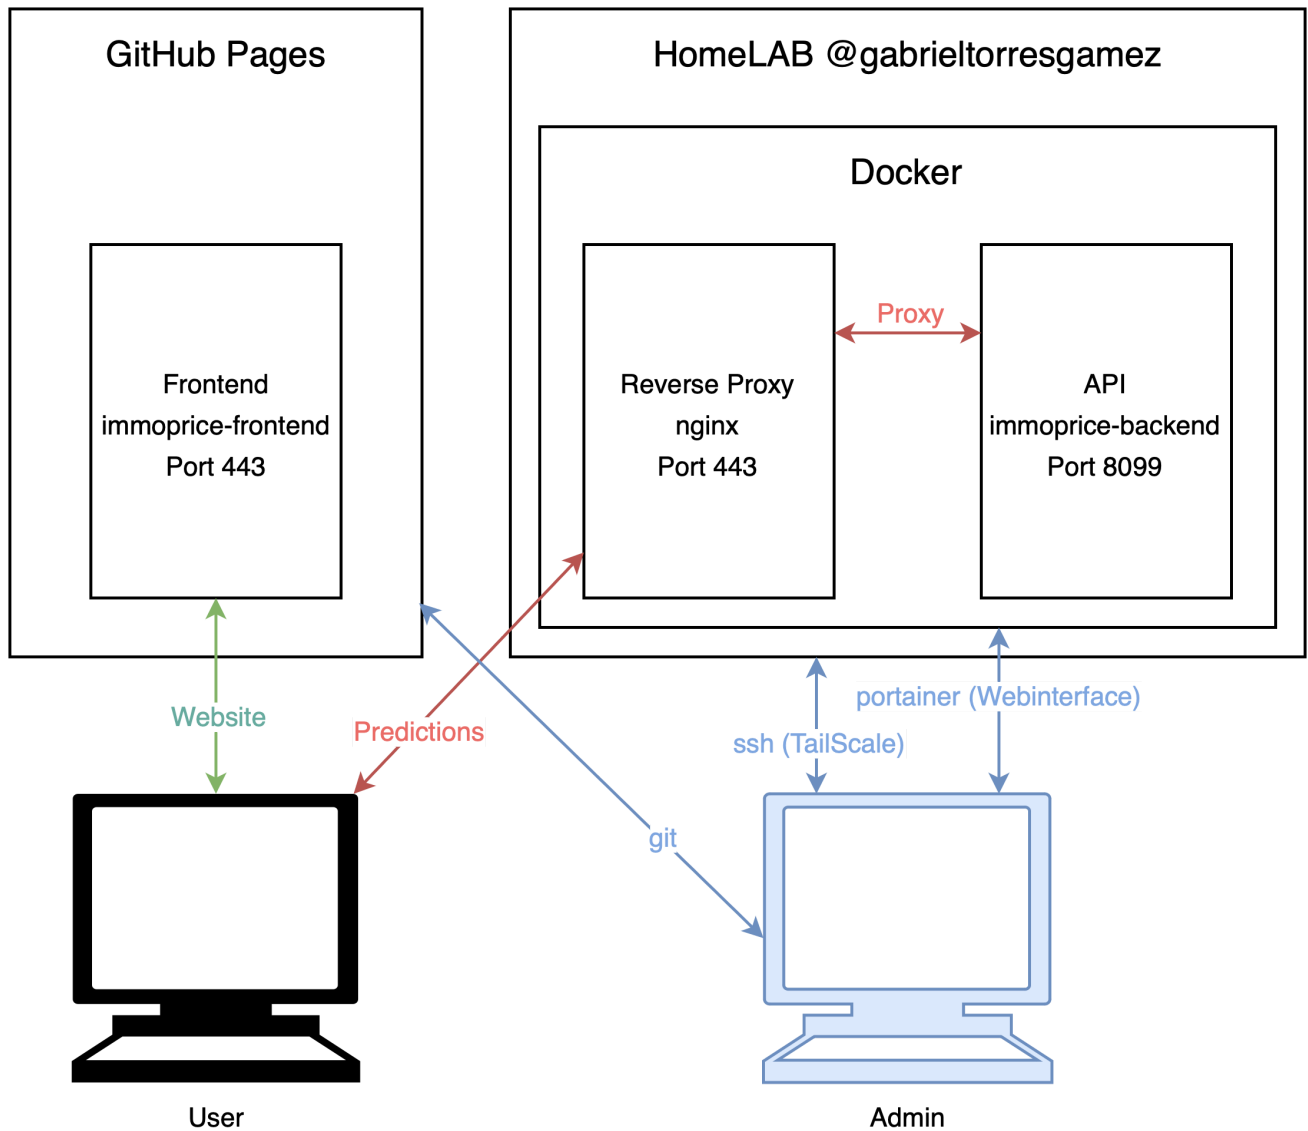 GitHub Pages
HomeLAB @gabrieltorresgamez
Docker
Proxy
Frontend
immoprice-frontend
Port 443
Reverse Proxy
nginx
Port 443
API
immoprice-backend
Port 8099
Website
Predictions
portainer (Webinterface)
ssh (TailScale)
git
User
Admin